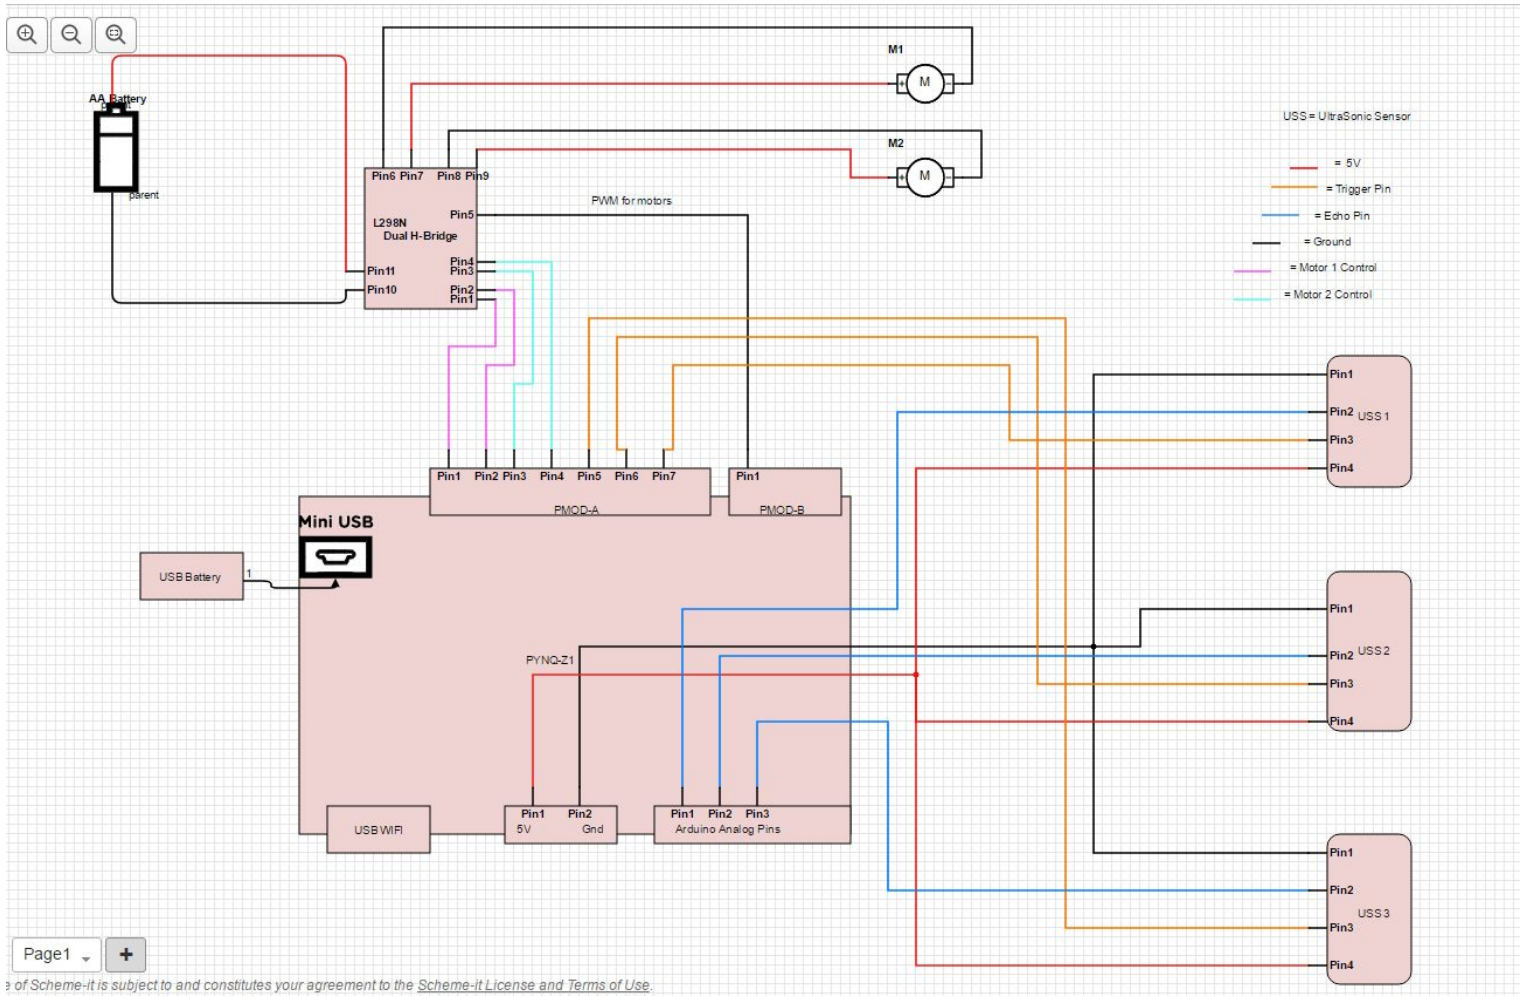 M1
M
AA Battery
parent
USS = UltraSonic Sensor
M2
M
= 5V
Pin6 Pin7 Pin8 Pin9
= Trigger Pin
parent
PWM for motors
Pin5
= Echo Pin
L298N
Dual H-Bridge
= Ground
Pin4
Pin11 Pin3
= Motor 1 Control
Pin10 Pin2
Pin1
= Motor 2 Control
Pin1
Pin2
USS 1
Pin3
Pin4
Pin1 Pin2 Pin3 Pin4 Pin5 Pin6 Pin7 Pin1
PMOD-A PMOD-B
Mini USB
USB Battery
1
Pin1
Pin2
USS 2
PYNQ-Z1
Pin3
Pin4
Pin1 Pin2 Pin1 Pin2 Pin3
5V Gnd Arduino Analog Pins
USB WIFI
Pin1
Pin2
USS 3
Pin3
Pin4
Page1
e of Scheme-it is subject to and constitutes your agreement to the Scheme-it License and Terms of Use.